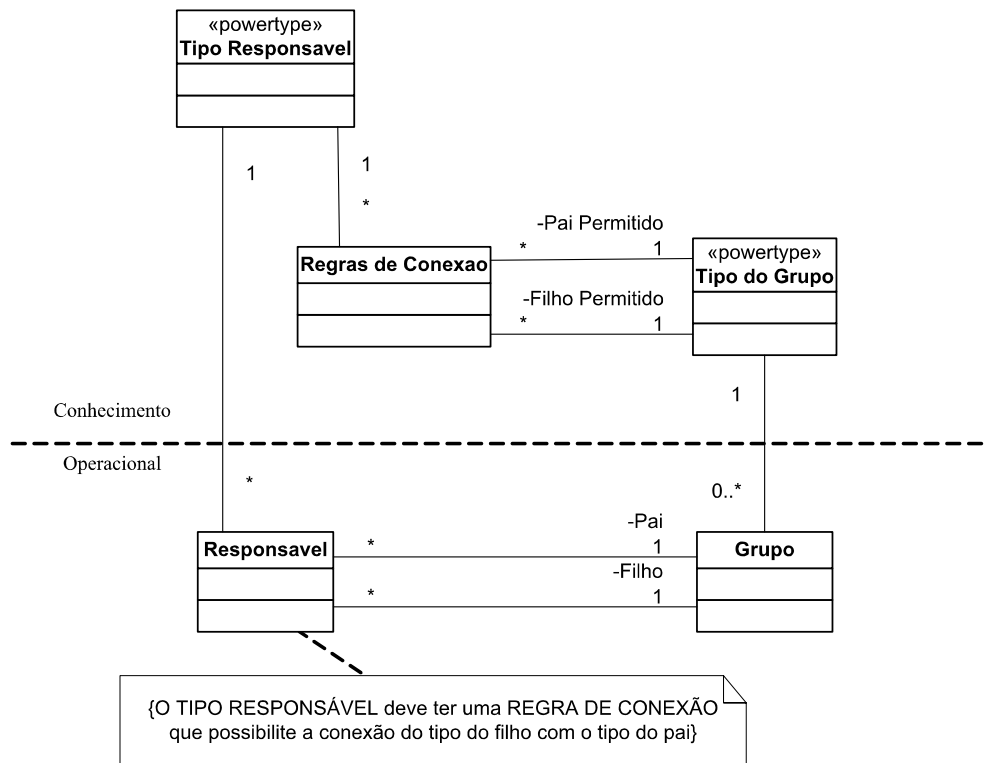 «powertype»
Tipo Responsavel
1
1
*
-Pai Permitido
*
1
Regras de Conexao
«powertype»
Tipo do Grupo
-Filho Permitido
*
1
1
Conhecimento
Operacional
*
0..*
-Pai
*
1
Responsavel
Grupo
-Filho
*
1
{O TIPO RESPONSÁVEL deve ter uma REGRA DE CONEXÃO
que possibilite a conexão do tipo do filho com o tipo do pai}